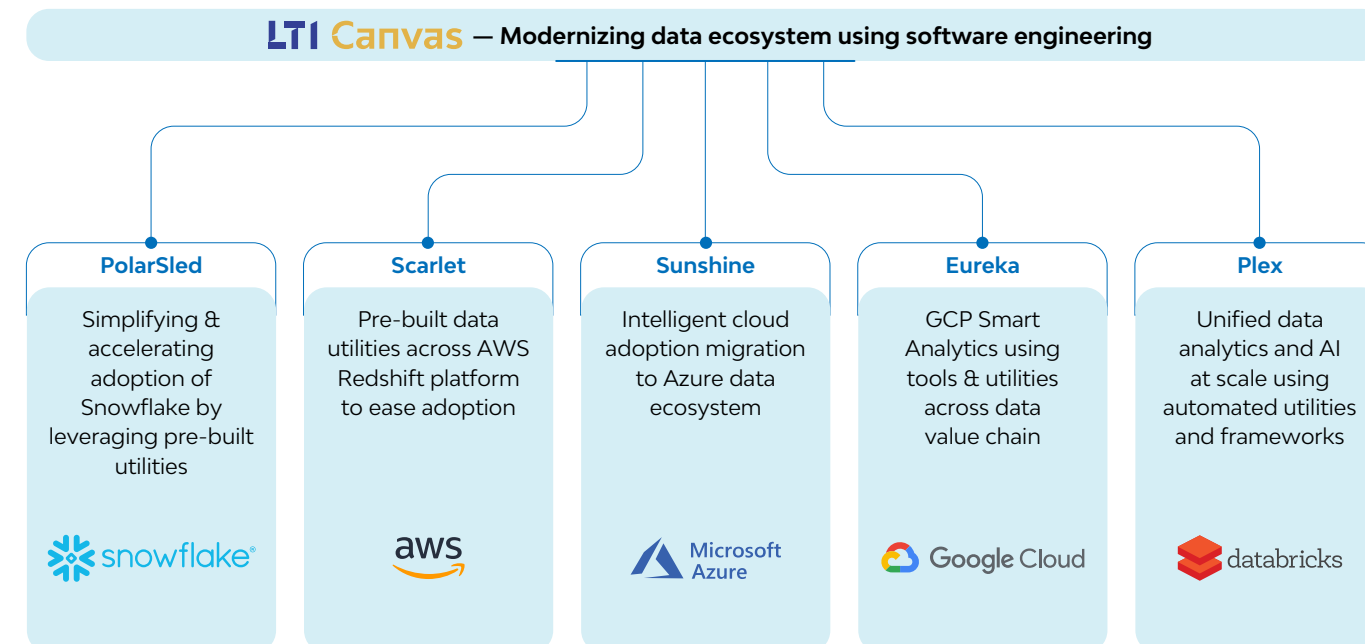 LTI Canvas — Modernizing data ecosystem using software engineering
PolarSled
Simplifying &
accelerating
adoption of
Snowflake by
leveraging pre-built
utilities
snowflake®
Scarlet
Pre-built data
utilities across AWS
Redshift platform
to ease adoption
aws
Sunshine
Intelligent cloud
adoption migration
to Azure data
ecosystem
Microsoft
Azure
Eureka
GCP Smart
Analytics using
tools & utilities
across data
value chain
Google Cloud
Plex
Unified data
analytics and AI
at scale using
automated utilities
and frameworks
databricks